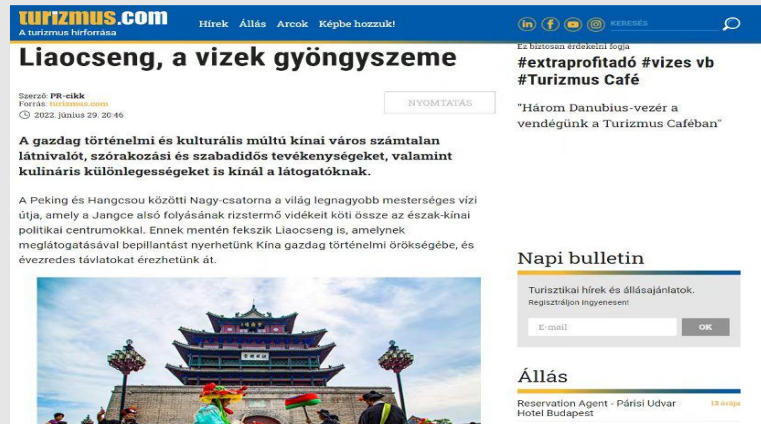 turizmus.com
A turizmus hírforrása
Hírek Állás Arcok Képbe hozzuk!
KERESÉS
Liaocseng, a vizek gyöngyszeme
Szerző: PR-cikk
Forrás: turizmus.com
2022. június 29. 20:46
NYOMTATÁS
A gazdag történelmi és kulturális múltú kínai város számtalan
látnivalót, szórakozási és szabadidős tevékenységeket, valamint
kulináris különlegességeket is kínál a látogatóknak.
A Peking és Hangcsou közötti Nagy-csatorna a világ legnagyobb mesterséges vízi
útja, amely a Jangce alsó folyásának rizstermő vidékeit köti össze az észak-kínai
politikai centrumokkal. Ennek mentén fekszik Liaocseng is, amelynek
meglátogatásával bepillantást nyerhetünk Kína gazdag történelmi örökségébe, és
évezredes távlatokat érezhetünk át.
Ez biztosan érdekelni fogja
#extraprofitadó #vizes vb
#Turizmus Café
"Három Danubius-vezér a
vendégünk a Turizmus Caféban"
Napi bulletin
Turisztikai hírek és állásajánlatok.
Regisztráljon ingyenesen!
E-mail
OK
Állás
Reservation Agent - Párisi Udvar
Hotel Budapest
13 órája